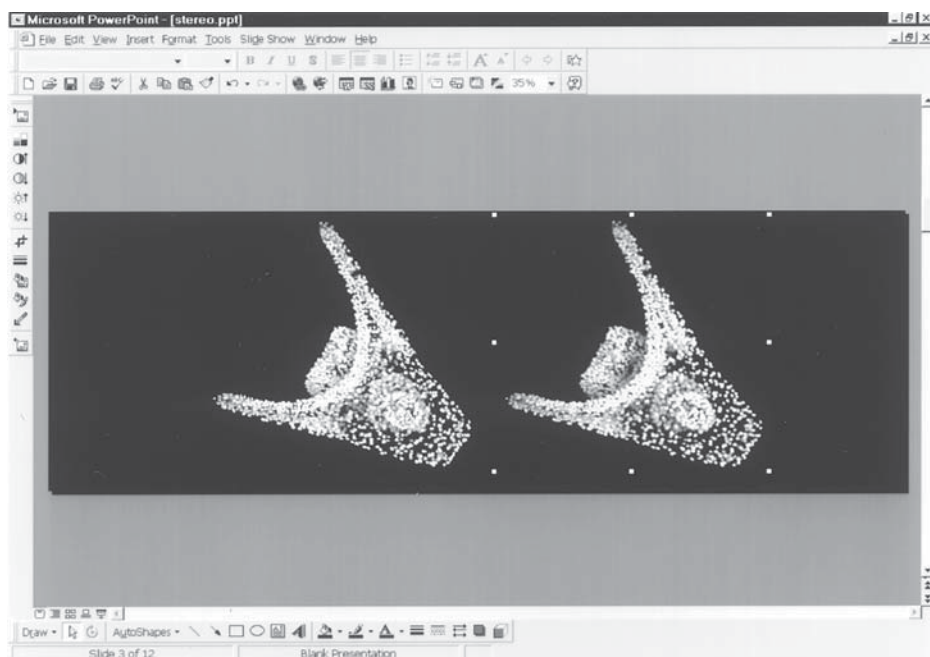 Microsoft PowerPoint - [stereo.ppt]
File Edit View Insert Format Tools Slide Show Window Help
B I U S
35%
Draw AutoShapes
Slide 3 of 12 Blank Presentation